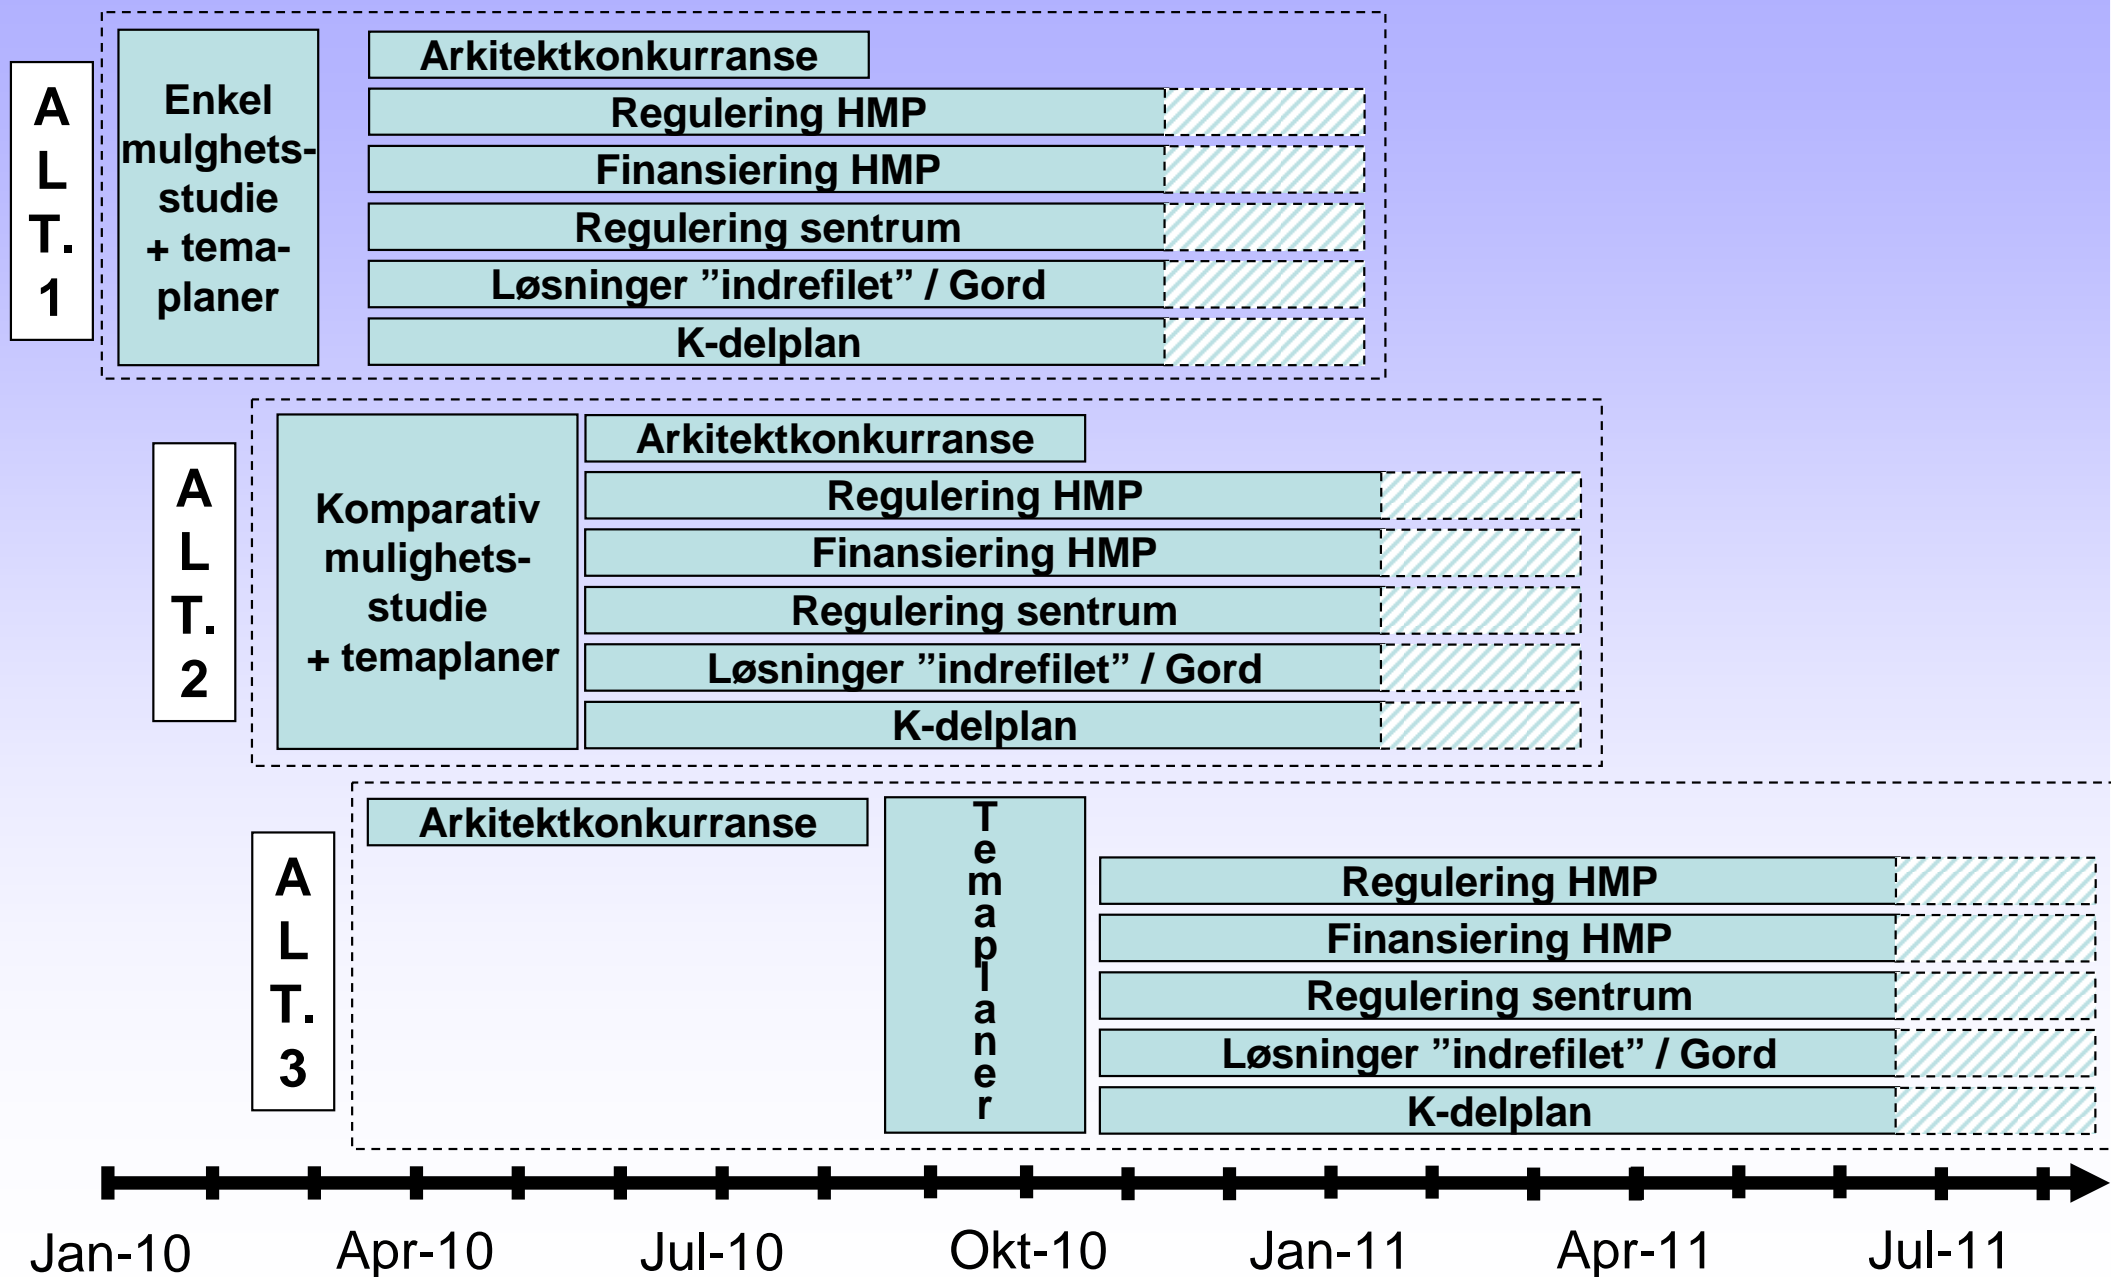 A
L
T.
1
Enkel
mulghets-
studie
+ tema-
planer
Arkitektkonkurranse
Regulering HMP
Finansiering HMP
Regulering sentrum
Løsninger ”indrefilet” / Gord
K-delplan
A
L
T.
2
Komparativ
mulighets-
studie
+ temaplaner
Arkitektkonkurranse
Regulering HMP
Finansiering HMP
Regulering sentrum
Løsninger ”indrefilet” / Gord
K-delplan
A
L
T.
3
Arkitektkonkurranse
T
e
m
a
p
l
a
n
e
r
Regulering HMP
Finansiering HMP
Regulering sentrum
Løsninger ”indrefilet” / Gord
K-delplan
Jan-10 Apr-10 Jul-10 Okt-10 Jan-11 Apr-11 Jul-11